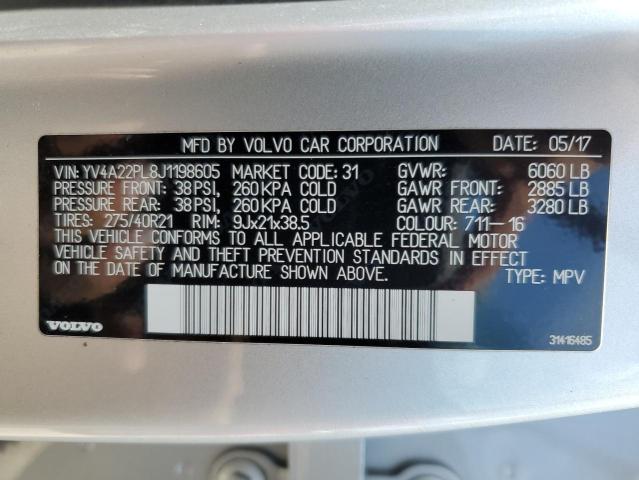 MFD BY VOLVO CAR CORPORATION DATE: 05/17
VIN: YV4A22PL8J1198605 MARKET CODE: 31 GVWR: 6060 LB
PRESSURE FRONT: 38 PSI, 260 KPA COLD GAWR FRONT: 2885 LB
PRESSURE REAR: 38 PSI, 260 KPA COLD GAWR REAR: 3280 LB
TIRES: 275/40R21 RIM: 9Jx21x38.5 COLOUR: 711-16
THIS VEHICLE CONFORMS TO ALL APPLICABLE FEDERAL MOTOR
VEHICLE SAFETY AND THEFT PREVENTION STANDARDS IN EFFECT
ON THE DATE OF MANUFACTURE SHOWN ABOVE.
TYPE: MPV
VOLVO
31416485